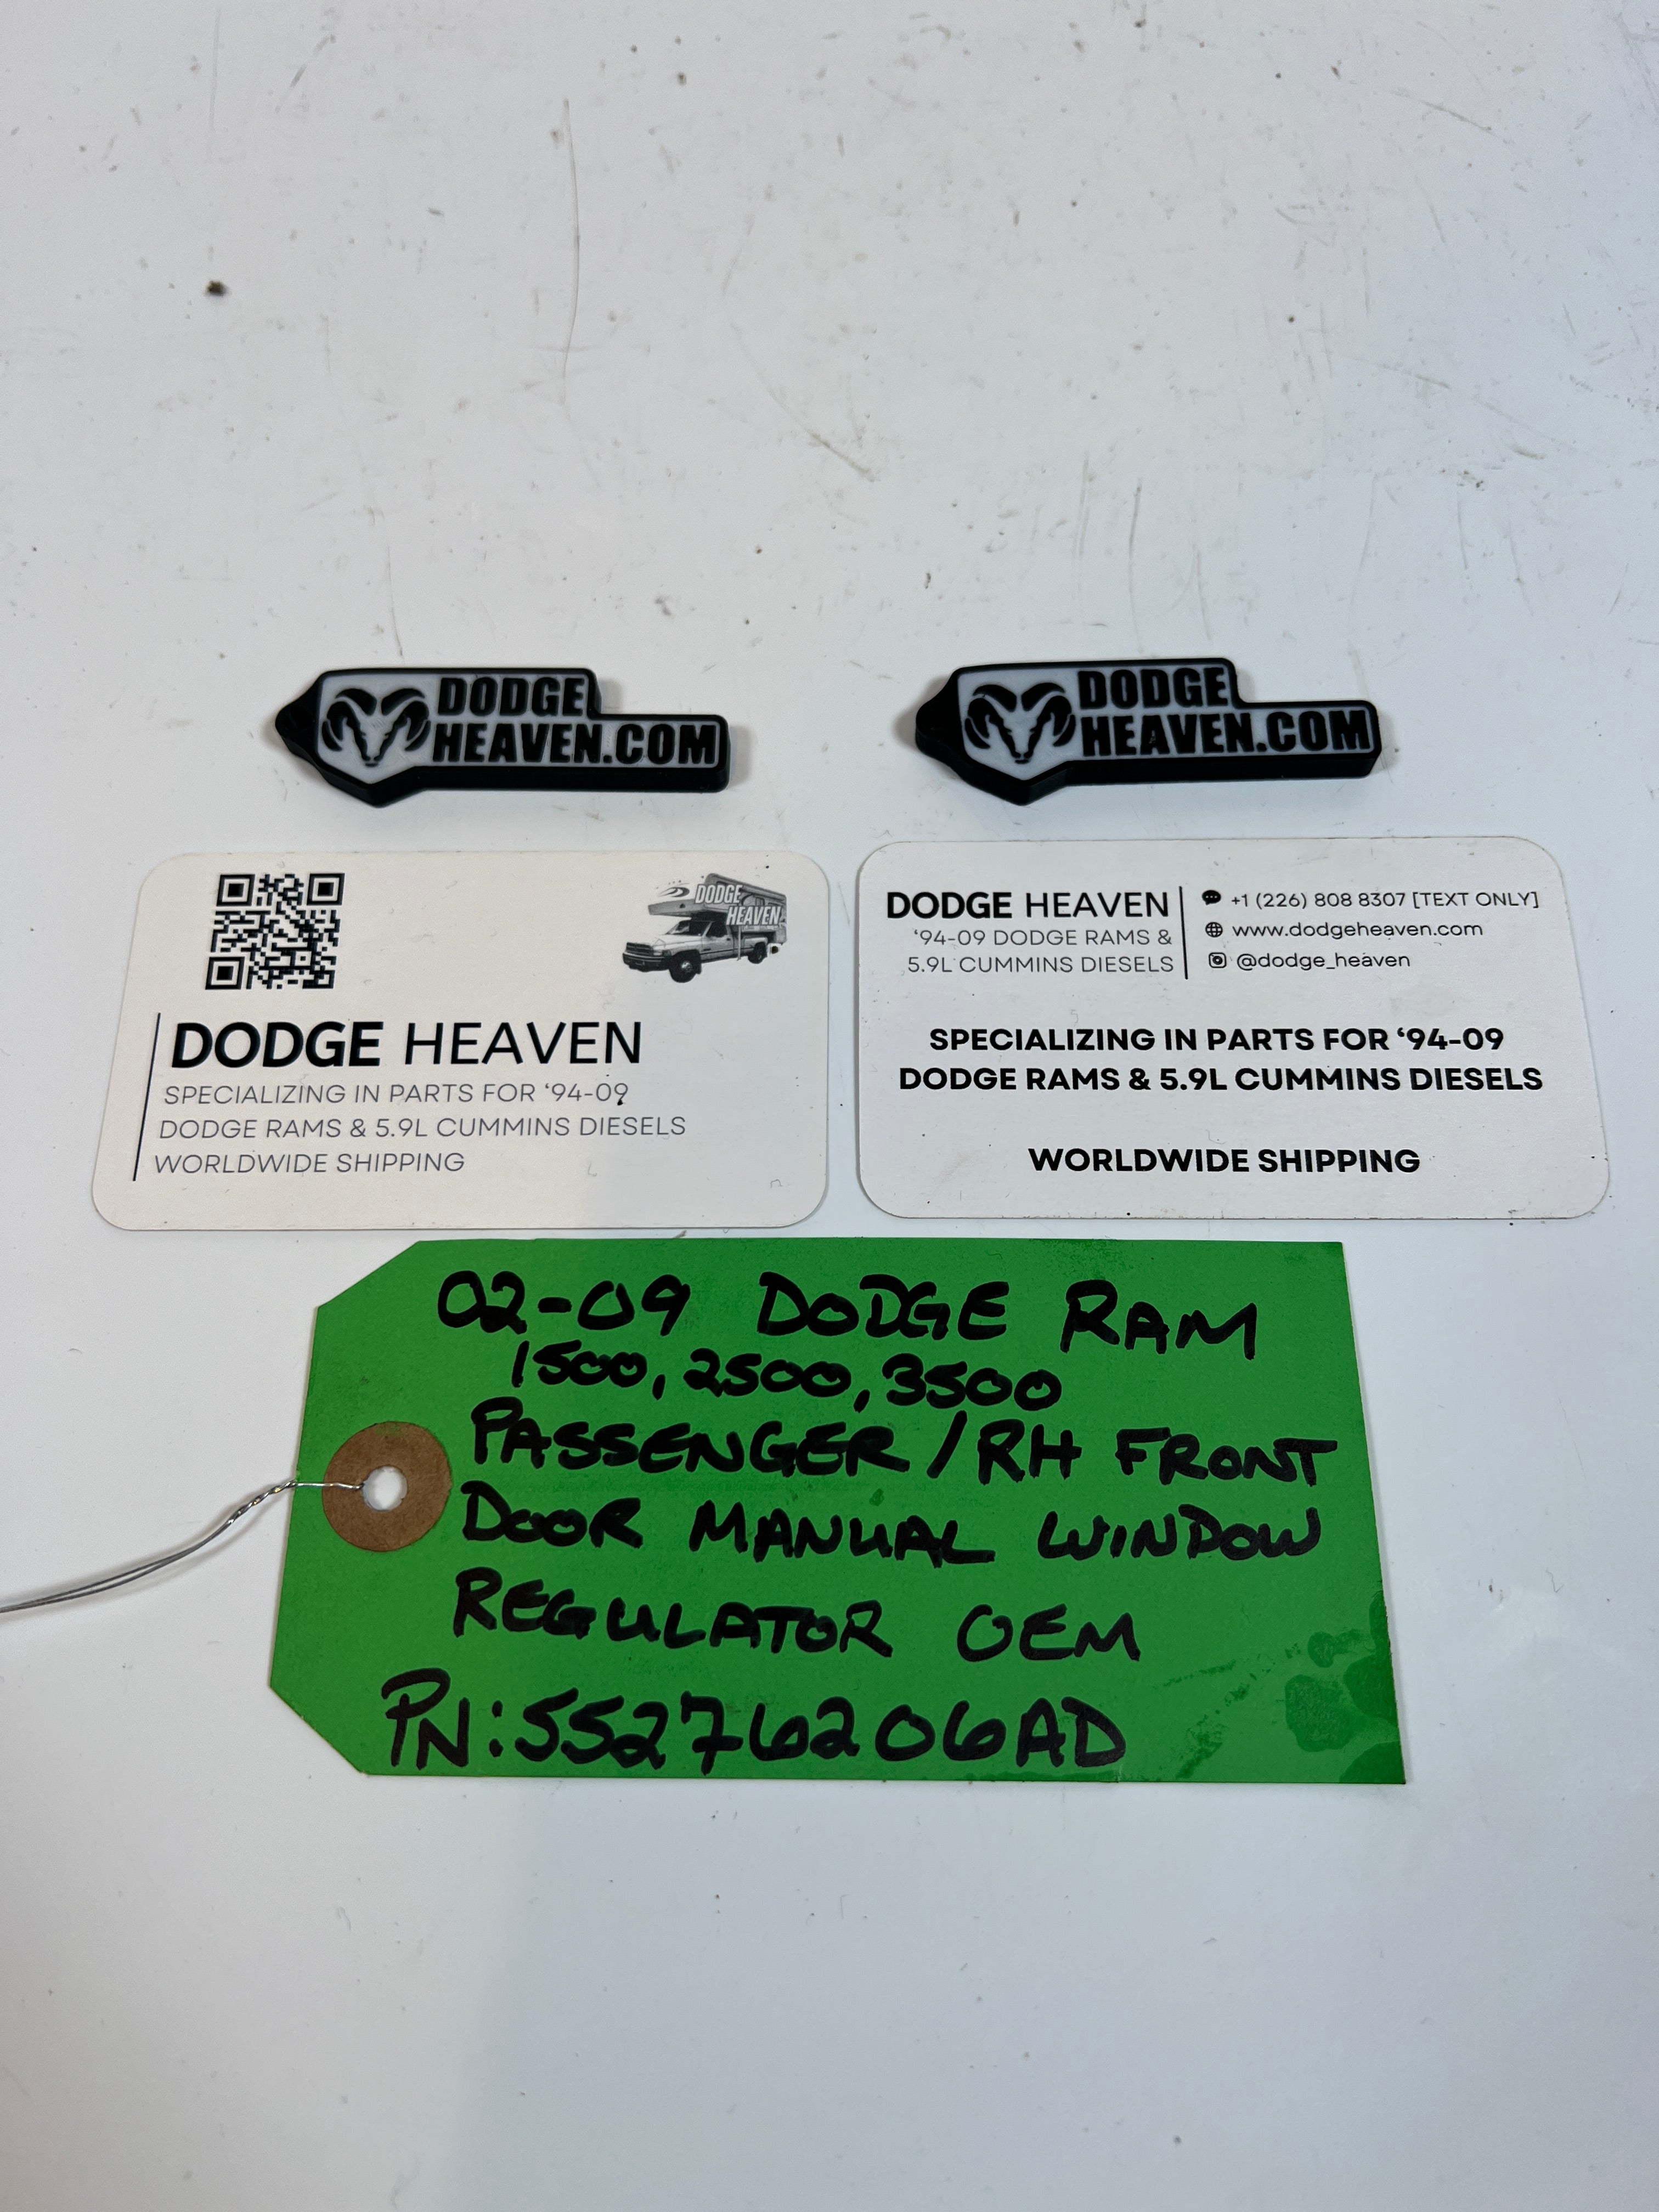 DODGE
HEAVEN.COM
DODGE
HEAVEN.COM
DODGE
HEAVEN
DODGE HEAVEN
SPECIALIZING IN PARTS FOR ‘94-09
DODGE RAMS & 5.9L CUMMINS DIESELS
WORLDWIDE SHIPPING
DODGE HEAVEN
‘94-09 DODGE RAMS &
5.9L CUMMINS DIESELS
+1 (226) 808 8307 [TEXT ONLY]
www.dodgeheaven.com
@dodge_heaven
SPECIALIZING IN PARTS FOR ‘94-09
DODGE RAMS & 5.9L CUMMINS DIESELS
WORLDWIDE SHIPPING
02-09 DODGE RAM
1500, 2500, 3500
PASSENGER / RH FRONT
DOOR MANUAL WINDOW
REGULATOR OEM
PN: 55276206AD